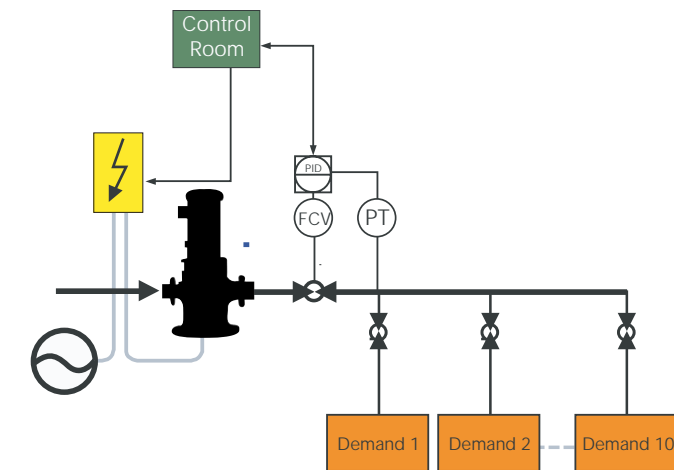 Control
Room
PID
FCV
PT
Demand 1
Demand 2
Demand 10